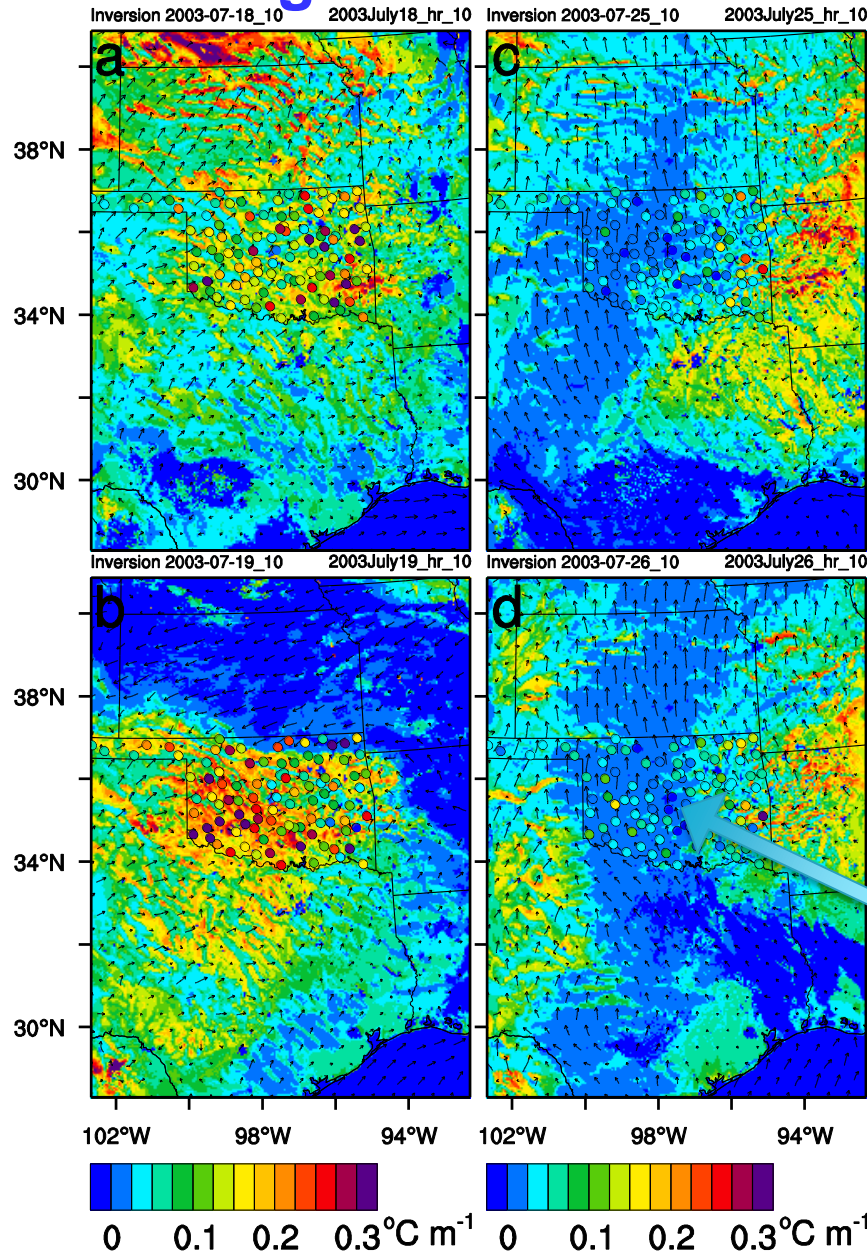 g
Inversion 2003-07-18_10 2003July18_hr_10
Inversion 2003-07-25_10 2003July25_hr_10
a
c
38°N
34°N
30°N
Inversion 2003-07-19_10 2003July19_hr_10
Inversion 2003-07-26_10 2003July26_hr_10
b
d
38°N
34°N
30°N
102°W 98°W 94°W
102°W 98°W 94°W
0 0.1 0.2 0.3°C m-1
0 0.1 0.2 0.3°C m-1